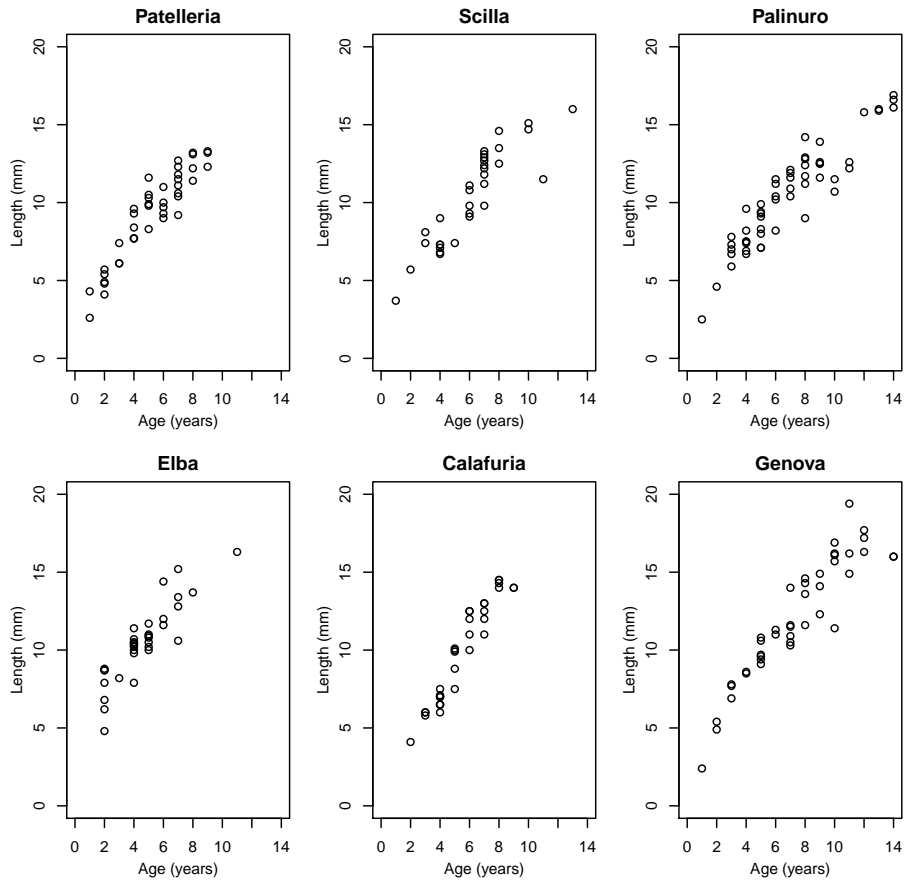 Patelleria Scilla Palinuro
20 20 20
15 15 15
Length (mm) Length (mm) Length (mm)
10 10 10
5 5 5
0 0 0
0 2 4 6 8 10 14 0 2 4 6 8 10 14 0 2 4 6 8 10 14
Age (years) Age (years) Age (years)
Elba Calafuria Genova
20 20 20
15 15 15
Length (mm) Length (mm) Length (mm)
10 10 10
5 5 5
0 0 0
0 2 4 6 8 10 14 0 2 4 6 8 10 14 0 2 4 6 8 10 14
Age (years) Age (years) Age (years)